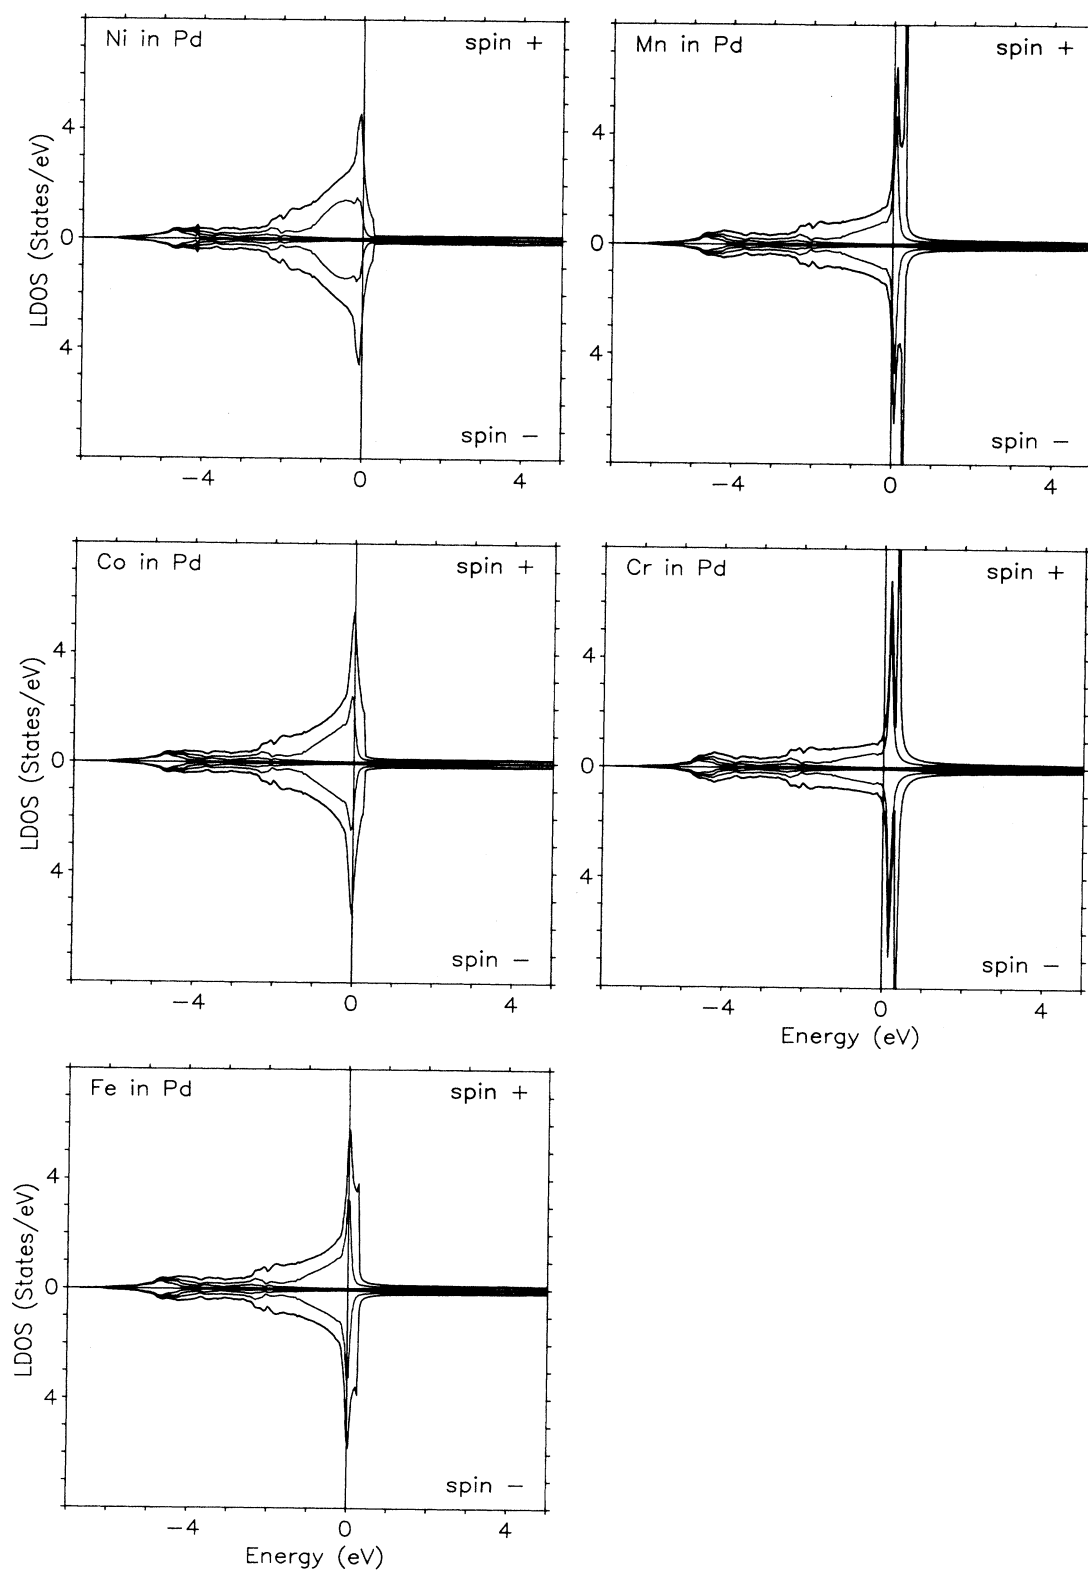 Ni in Pd
spin +
4
0
4
LDOS (States/eV)
spin −
−4
0
4
Mn in Pd
spin +
4
0
4
spin −
−4
0
4
Co in Pd
spin +
4
0
4
LDOS (States/eV)
spin −
−4
0
4
Cr in Pd
spin +
4
0
4
spin −
−4
0
4
Energy (eV)
Fe in Pd
spin +
4
0
4
LDOS (States/eV)
spin −
−4
0
4
Energy (eV)